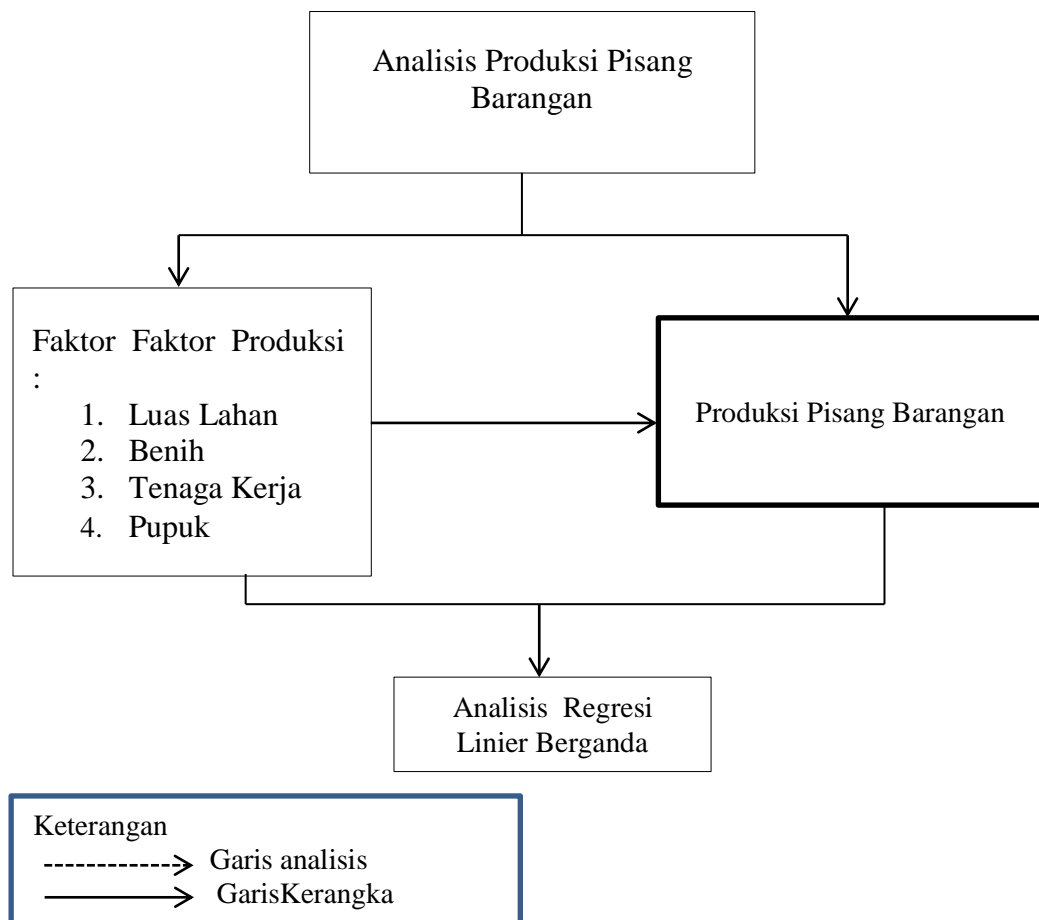 Analisis Produksi Pisang
Barangan
Faktor Faktor Produksi
:
1. Luas Lahan
2. Benih
3. Tenaga Kerja
4. Pupuk
Produksi Pisang Barangan
Analisis Regresi
Linier Berganda
Keterangan
Garis analisis
GarisKerangka